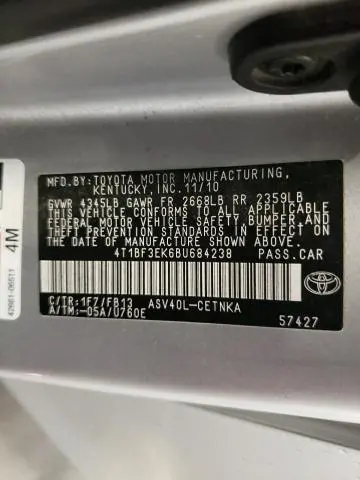 MFD.BY:TOYOTA MOTOR MANUFACTURING,
KENTUCKY, INC.11/10
GVWR 4345LB GAWR FR 2668LB RR 2359LB
THIS VEHICLE CONFORMS TO ALL APPLICABLE
FEDERAL MOTOR VEHICLE SAFETY,BUMPER, AND
THEFT PREVENTION STANDARDS IN EFFECT ON
THE DATE OF MANUFACTURE SHOWN ABOVE.
4T1BF3EK6BU684238 PASS.CAR
C/TR:1F7/FB13 ASV40L-CETNKA
A/TM:-05A/U760E
57427
TOYOTA
4M